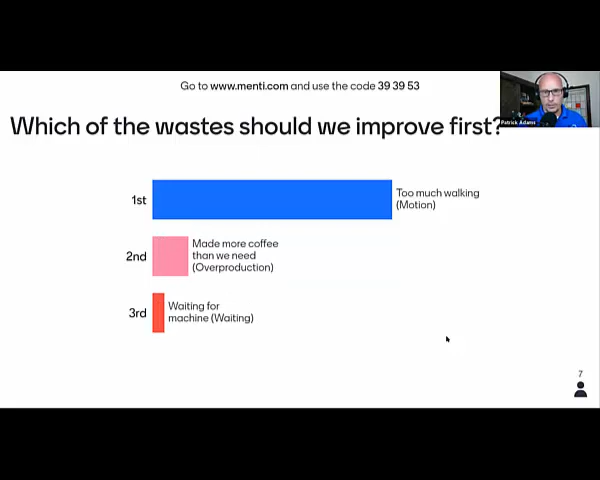 Go to www.menti.com and use the code 39 39 53
Patrick Adams
Which of the wastes should we improve first?
1st
Too much walking
(Motion)
2nd
Made more coffee
than we need
(Overproduction)
3rd
Waiting for
machine (Waiting)
7